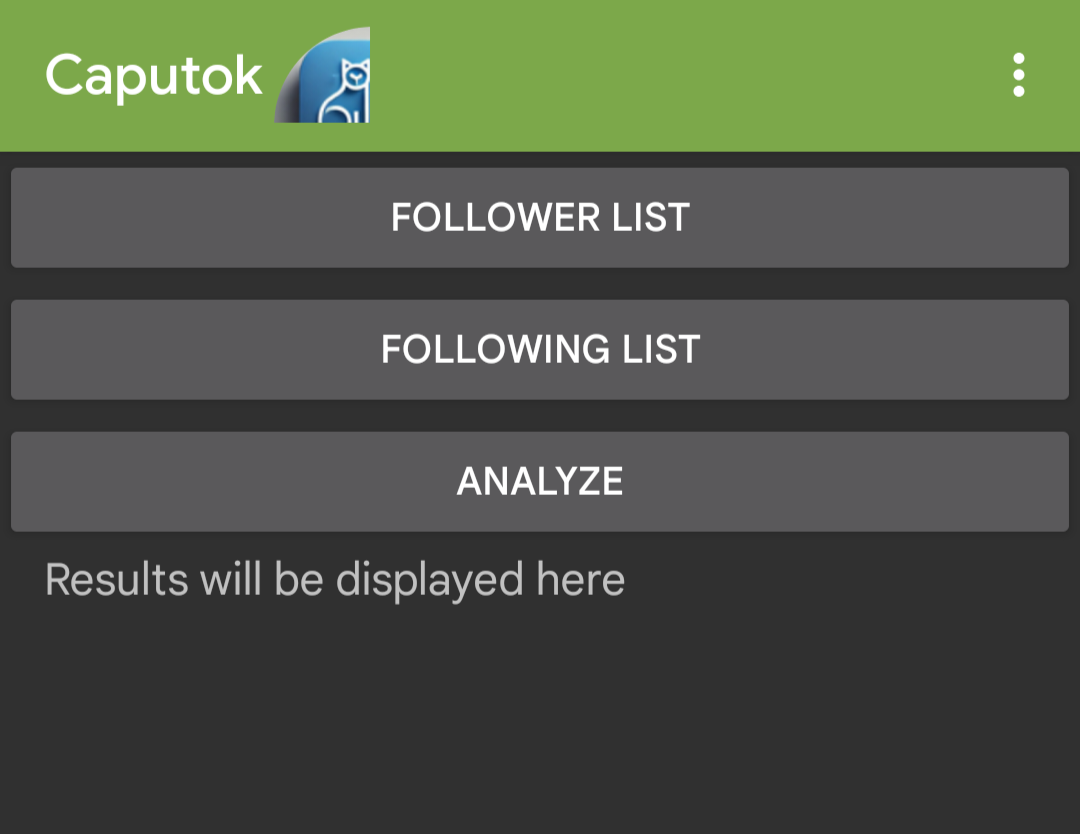 Caputok
FOLLOWER LIST
FOLLOWING LIST
ANALYZE
Results will be displayed here